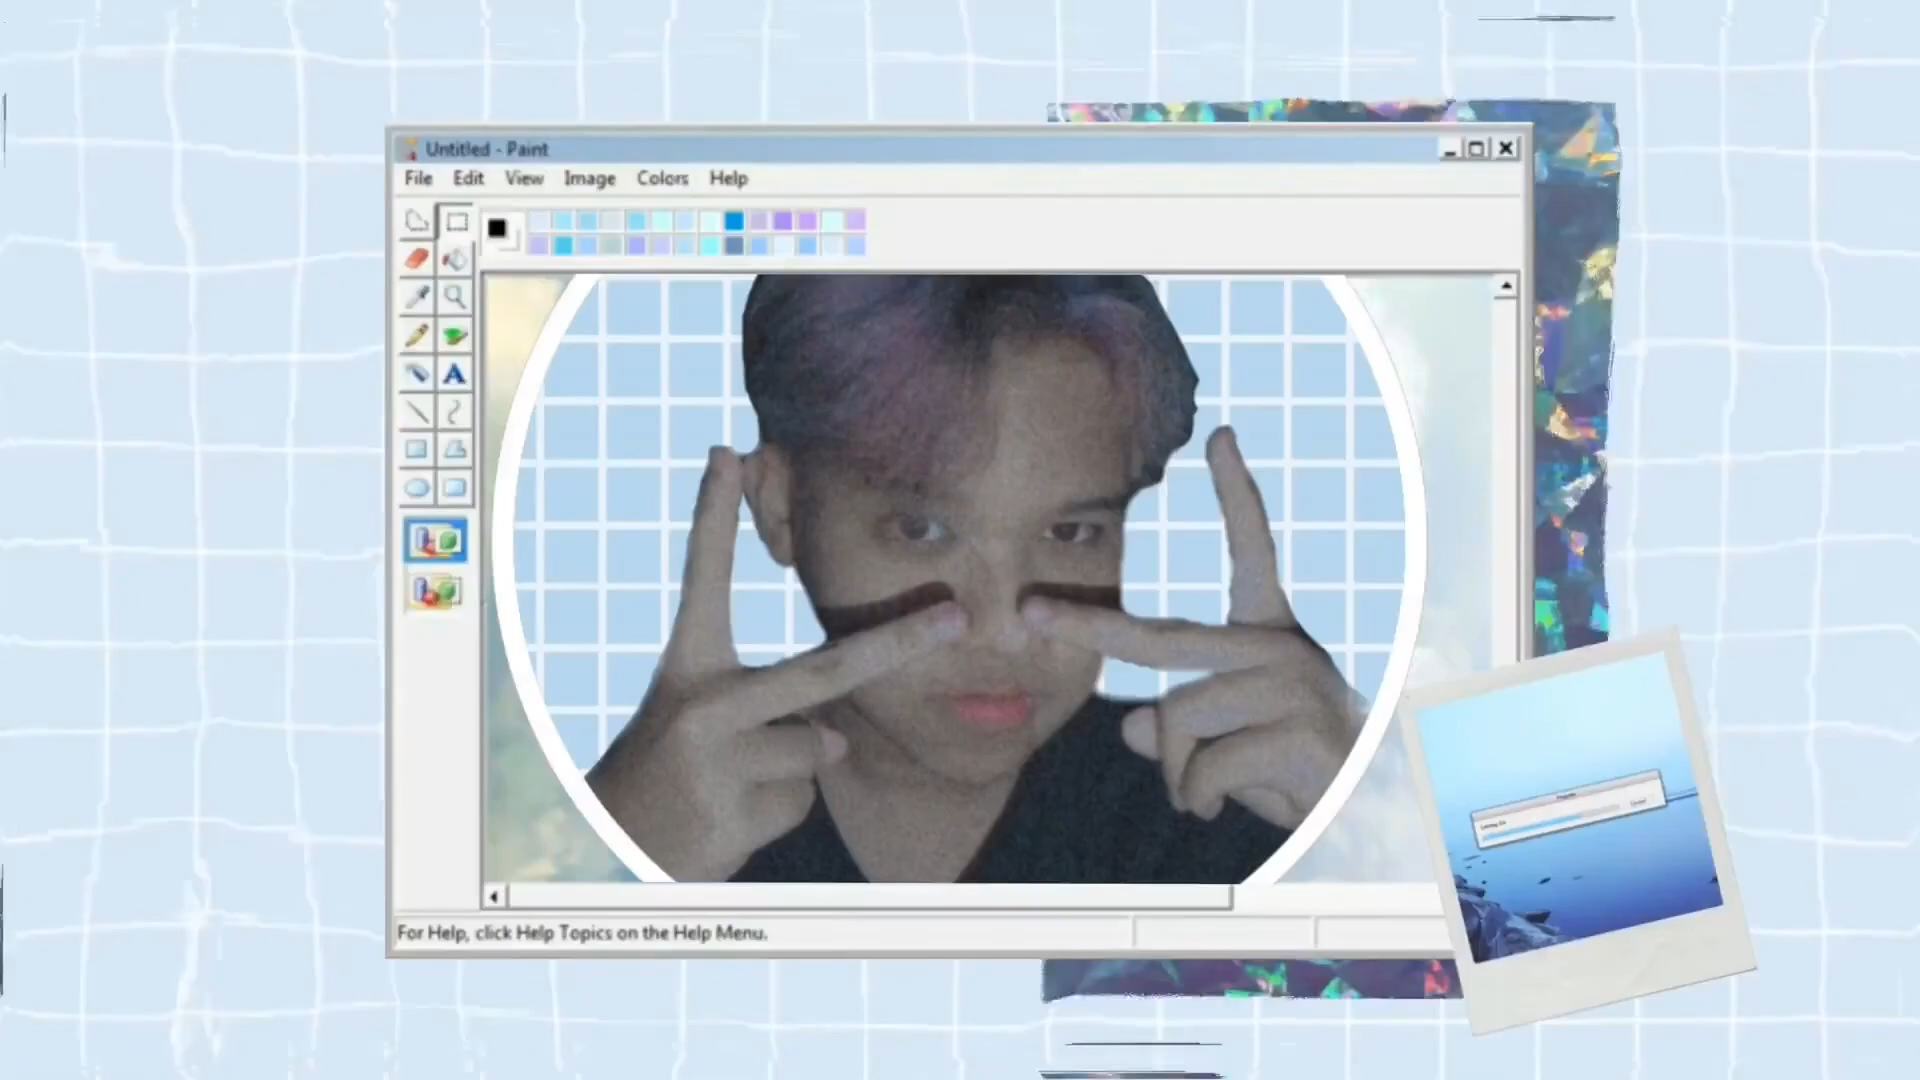 Untitled - Paint
File Edit View Image Colors Help
A
For Help, click Help Topics on the Help Menu.